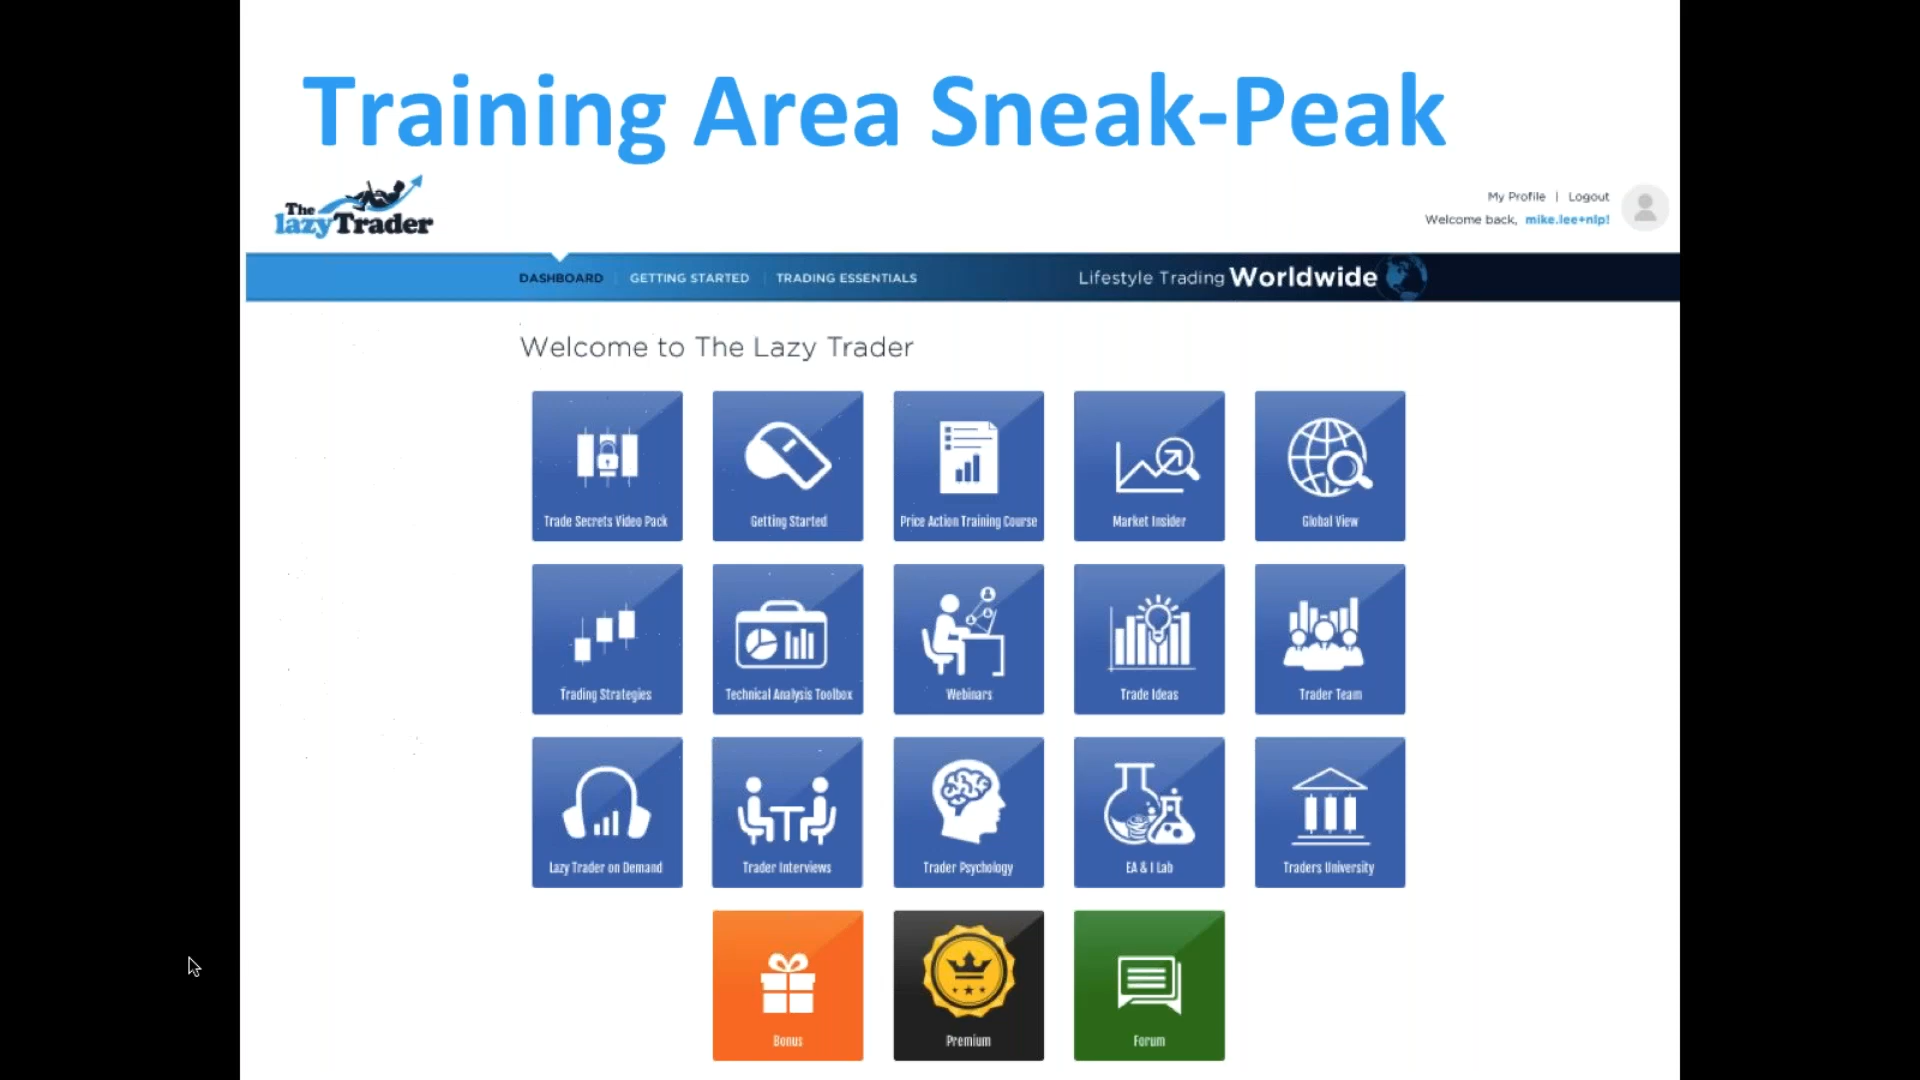 Training Area Sneak-Peak
The
lazyTrader
My Profile | Logout
Welcome back, mike.lee+nlp!
DASHBOARD GETTING STARTED TRADING ESSENTIALS Lifestyle Trading Worldwide
Welcome to The Lazy Trader
Trade Secrets Video Pack Getting Started Price Action Training Course Market Insider Global View
Trading Strategies Technical Analysis Toolbox Webinars Trade Ideas Trader Team
Lazy Trader on Demand Trader Interviews Trader Psychology EA & I Lab Traders University
Bonus Premium Forum